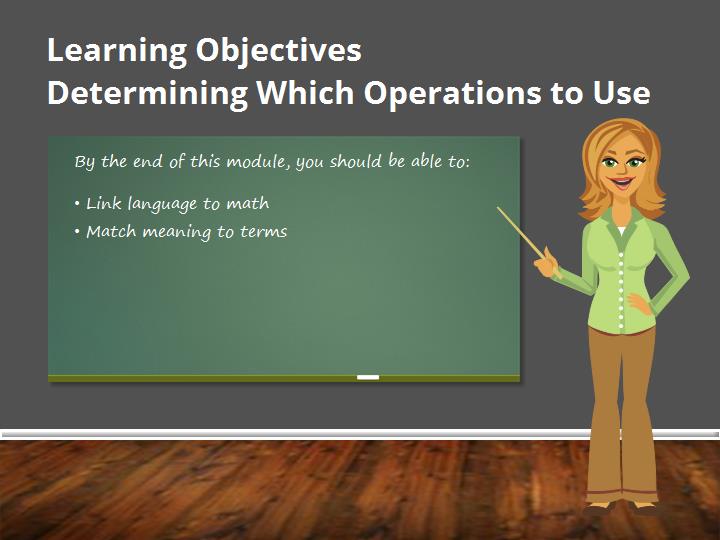 Learning Objectives
Determining Which Operations to Use
By the end of this module, you should be able to:
• Link language to math
• Match meaning to terms